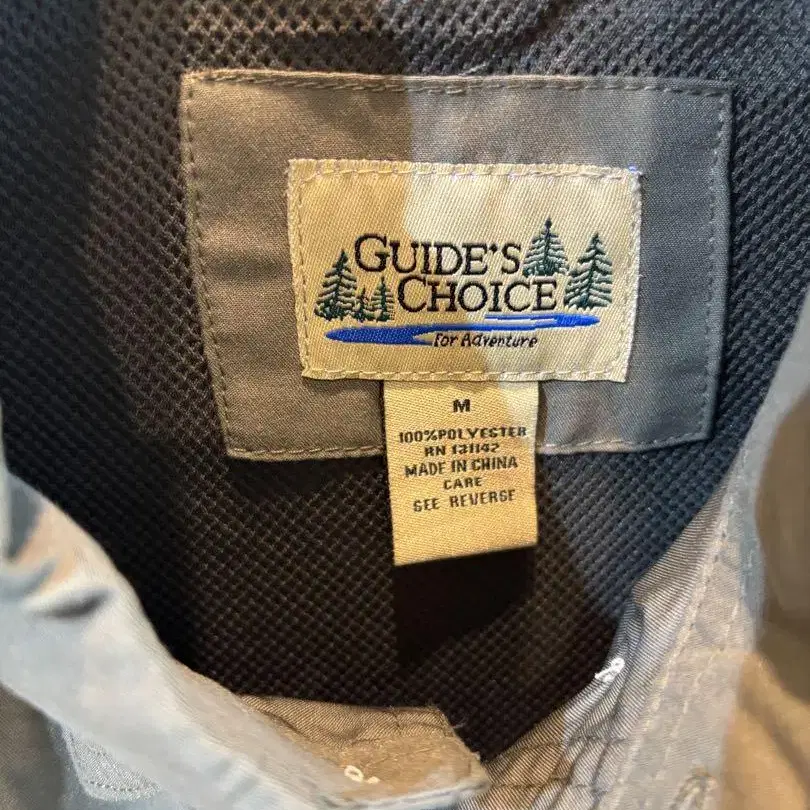 GUIDE'S
CHOICE
for Adventure
M
100%POLYESTER
RN 131142
MADE IN CHINA
CARE
SEE REVERSE